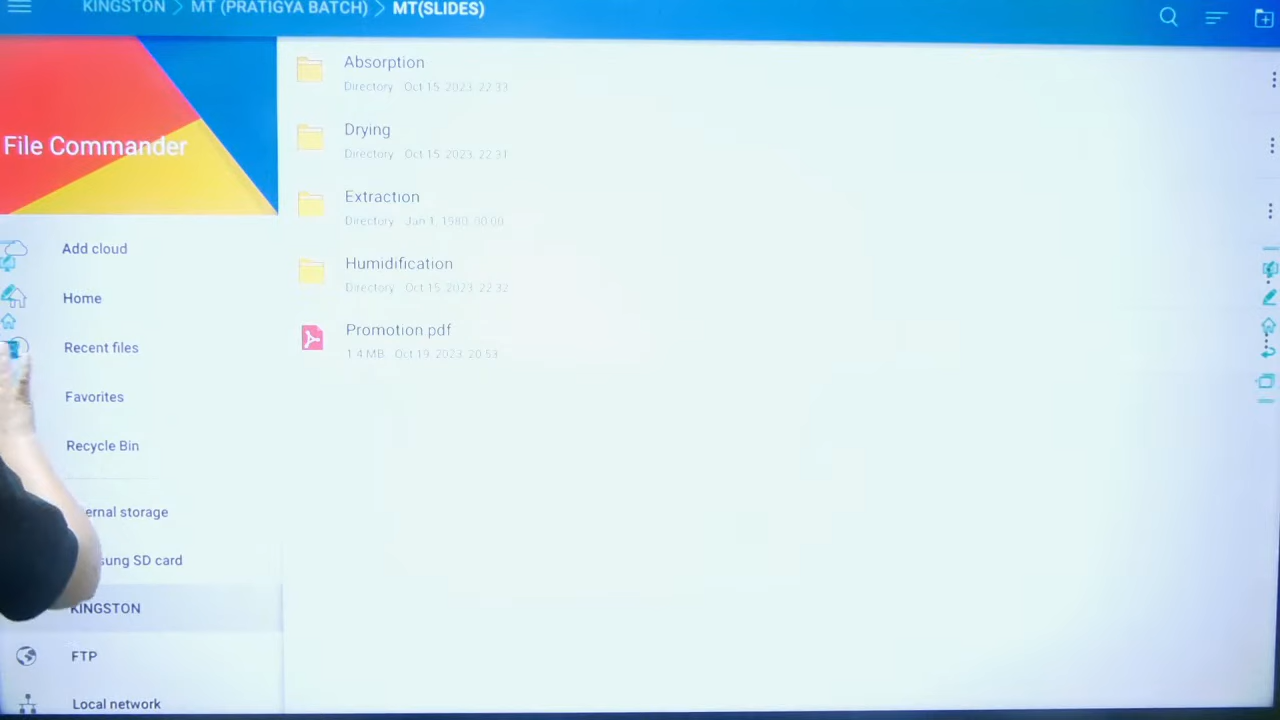 KINGSTON > MT (PRATIGYA BATCH) > MT(SLIDES)
File Commander
Add cloud
Home
Recent files
Favorites
Recycle Bin
ernal storage
sung SD card
KINGSTON
FTP
Local network
Absorption
Directory Oct 15, 2023, 22:33
Drying
Directory Oct 15, 2023, 22:31
Extraction
Directory Jan 1, 1980, 00:00
Humidification
Directory Oct 15, 2023, 22:32
Promotion pdf
1.4 MB Oct 19, 2023, 20:53